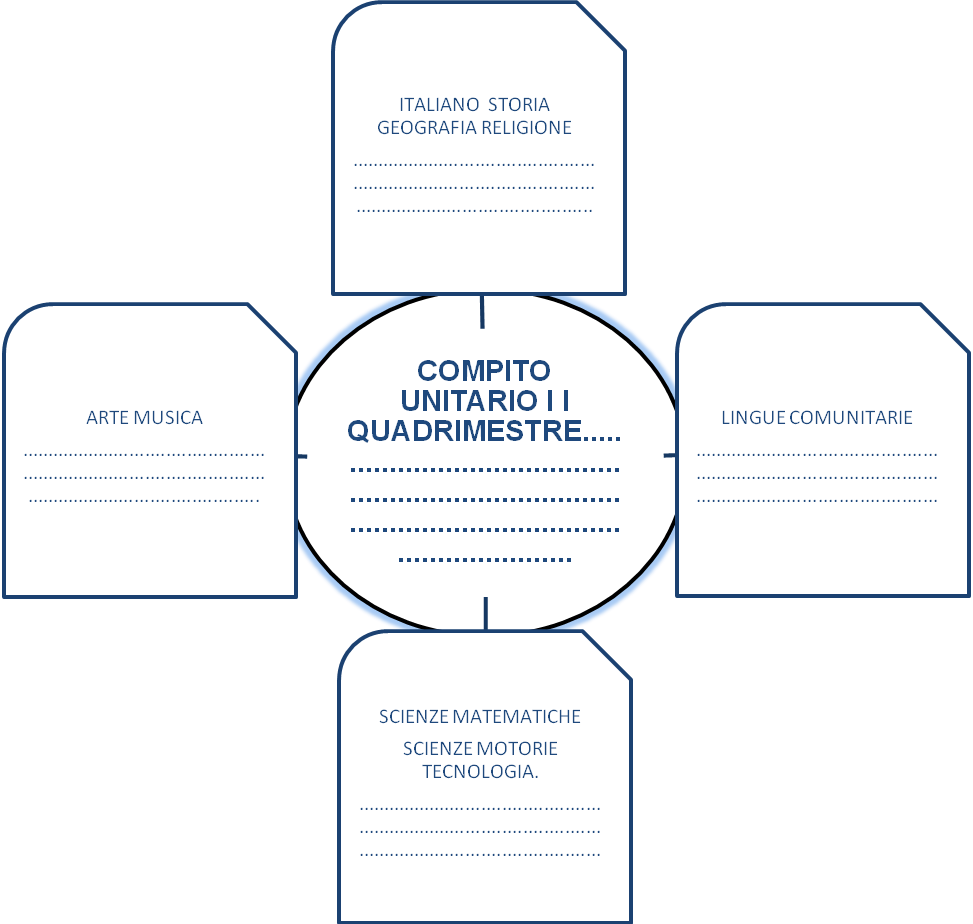 ITALIANO STORIA
GEOGRAFIA RELIGIONE
................................................
................................................
...............................................
COMPITO
UNITARIO I I
QUADRIMESTRE.....
..................................
..................................
..................................
......................
ARTE MUSICA
................................................
................................................
..............................................
LINGUE COMUNITARIE
................................................
................................................
................................................
SCIENZE MATEMATICHE
SCIENZE MOTORIE
TECNOLOGIA.
................................................
................................................
................................................